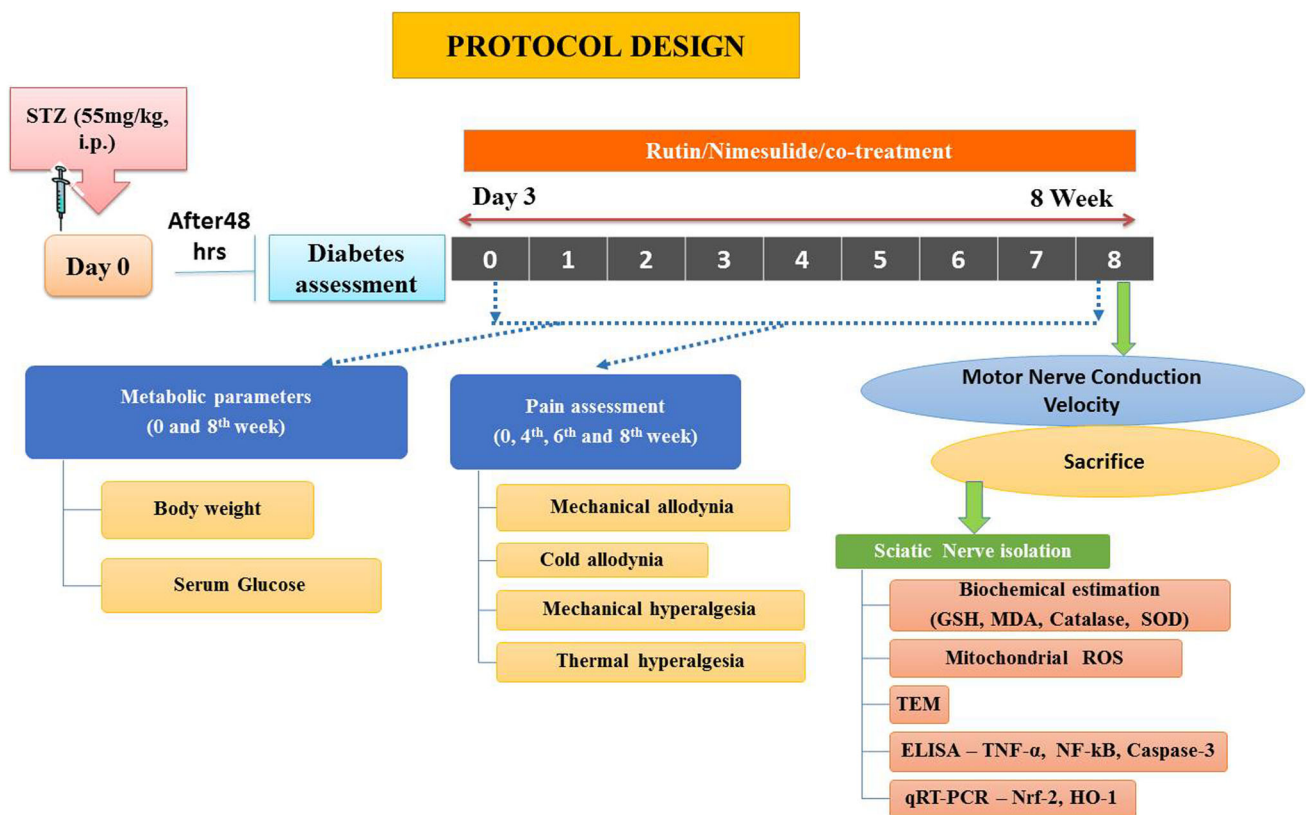 PROTOCOL DESIGN
STZ (55mg/kg,
i.p.)
Day 0
After48
hrs
Diabetes
assessment
Rutin/Nimesulide/co-treatment
Day 3
8 Week
0 1 2 3 4 5 6 7 8
Metabolic parameters
(0 and 8th week)
Body weight
Serum Glucose
Pain assessment
(0, 4th, 6th and 8th week)
Mechanical allodynia
Cold allodynia
Mechanical hyperalgesia
Thermal hyperalgesia
Motor Nerve Conduction
Velocity
Sacrifice
Sciatic Nerve isolation
Biochemical estimation
(GSH, MDA, Catalase, SOD)
Mitochondrial ROS
TEM
ELISA – TNF-α, NF-kB, Caspase-3
qRT-PCR – Nrf-2, HO-1